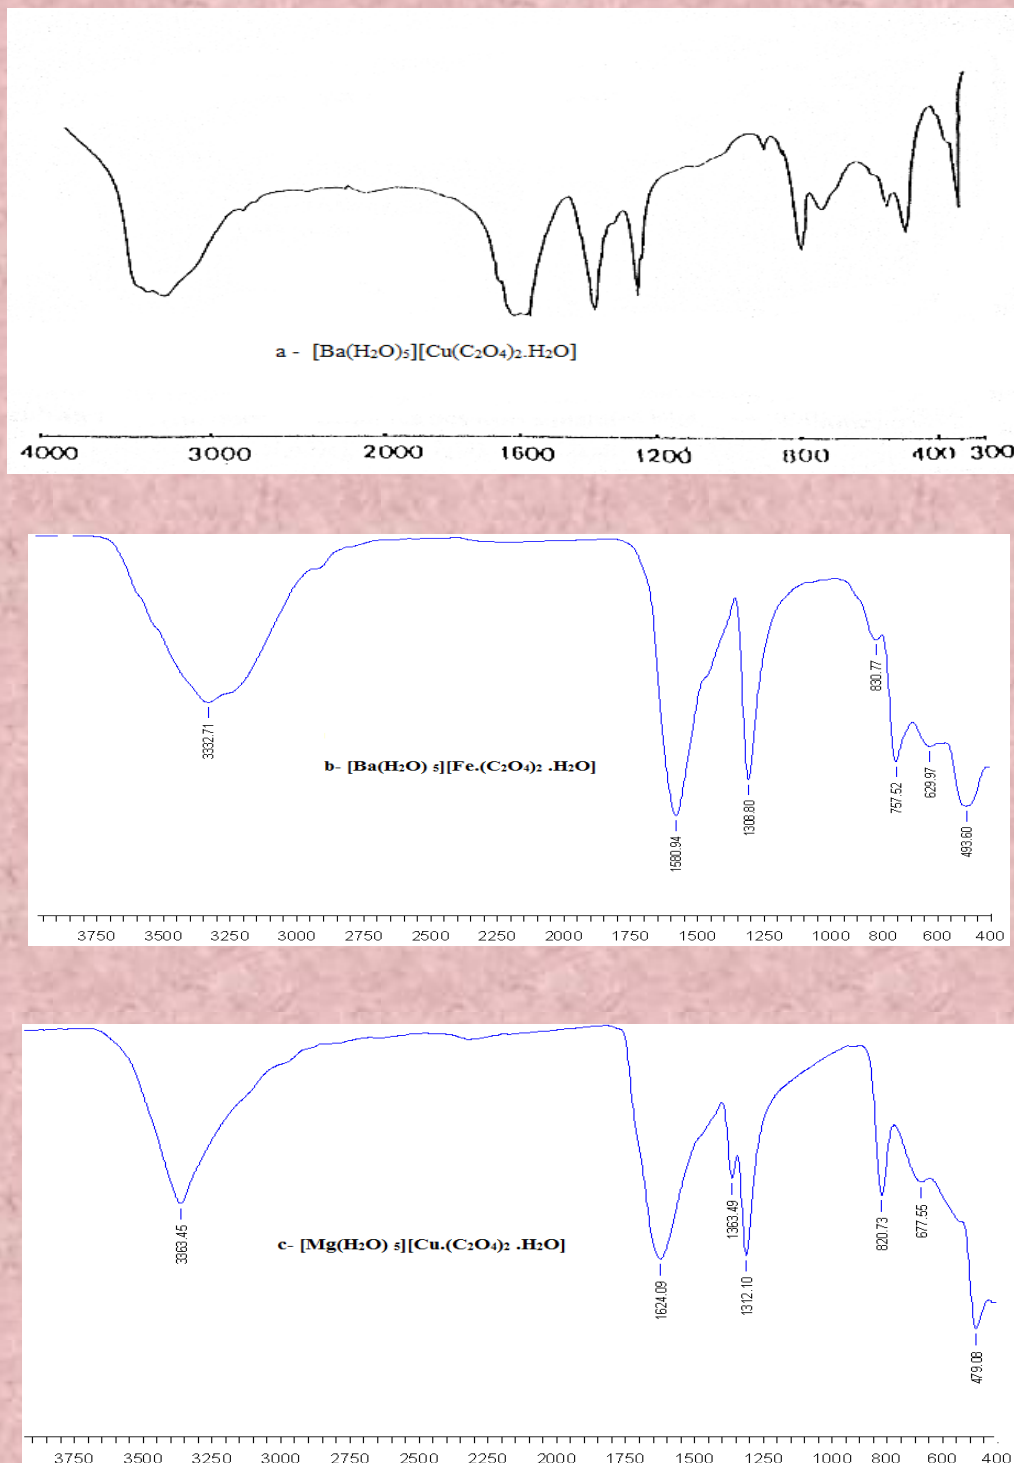 a - [Ba(H₂O)₅][Cu(C₂O₄)₂.H₂O]
4000 3000 2000 1600 1200 800 400 300
3332.71
1580.94
1308.80
830.77
757.52
629.97
493.60
b- [Ba(H₂O) ₅][Fe.(C₂O₄)₂ .H₂O]
3750 3500 3250 3000 2750 2500 2250 2000 1750 1500 1250 1000 800 600 400
3363.45
1624.09
1363.49
1312.10
820.73
677.55
479.08
c- [Mg(H₂O) ₅][Cu.(C₂O₄)₂ .H₂O]
3750 3500 3250 3000 2750 2500 2250 2000 1750 1500 1250 1000 800 600 400